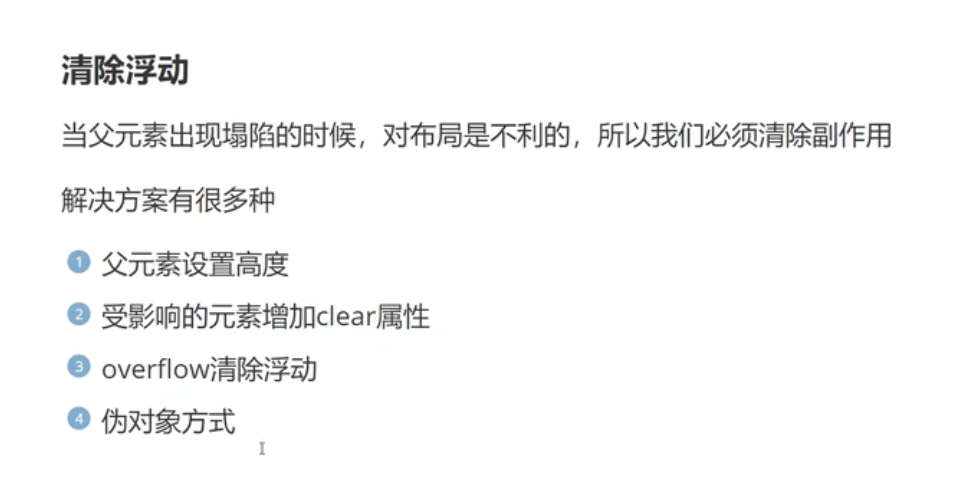 清除浮动
当父元素出现塌陷的时候，对布局是不利的，所以我们必须清除副作用
解决方案有很多种
1 父元素设置高度
2 受影响的元素增加clear属性
3 overflow清除浮动
4 伪对象方式